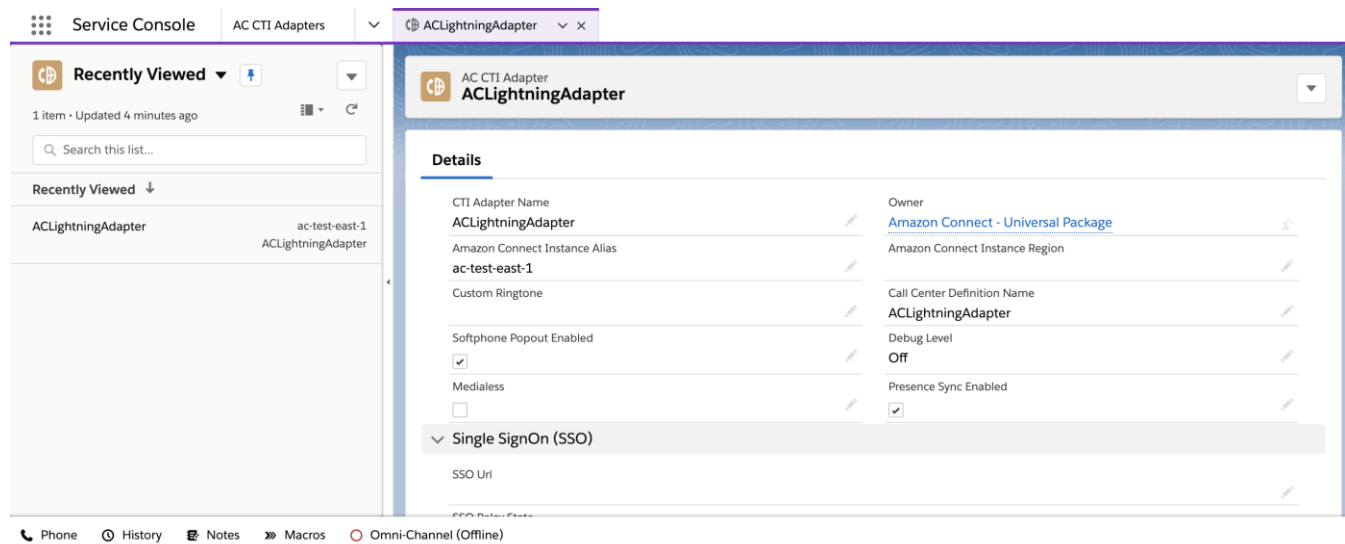 Service Console
AC CTI Adapters
ACLightningAdapter
Recently Viewed
1 item • Updated 4 minutes ago
Search this list...
Recently Viewed
ACLightningAdapter
ac-test-east-1
ACLightningAdapter
AC CTI Adapter
ACLightningAdapter
Details
CTI Adapter Name
ACLightningAdapter
Owner
Amazon Connect - Universal Package
Amazon Connect Instance Alias
ac-test-east-1
Amazon Connect Instance Region
Custom Ringtone
Call Center Definition Name
ACLightningAdapter
Softphone Popout Enabled
Debug Level
Off
Medialess
Presence Sync Enabled
Single SignOn (SSO)
SSO Url
SSO Relay State
Phone
History
Notes
Macros
Omni-Channel (Offline)